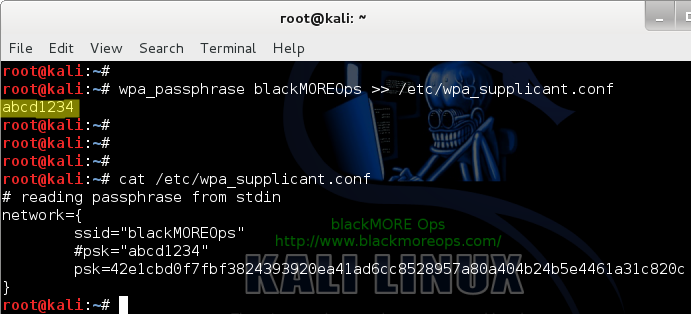 root@kali: ~
File Edit View Search Terminal Help
root@kali:~#
root@kali:~# wpa_passphrase blackMOREOps >> /etc/wpa_supplicant.conf
abcd1234
root@kali:~#
root@kali:~#
root@kali:~#
root@kali:~# cat /etc/wpa_supplicant.conf
# reading passphrase from stdin
network={
ssid="blackMOREOps"
#psk="abcd1234"
psk=42e1cbd0f7fbf3824393920ea41ad6cc8528957a80a404b24b5e4461a31c820c
}
root@kali:~#
blackMORE Ops
http://www.blackmoreops.com/
KALI LINUX